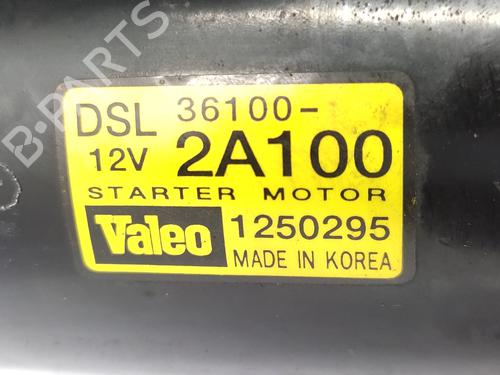 B-PARTS
DSL 36100-
12V 2A100
STARTER MOTOR
Valeo 1250295
MADE IN KOREA